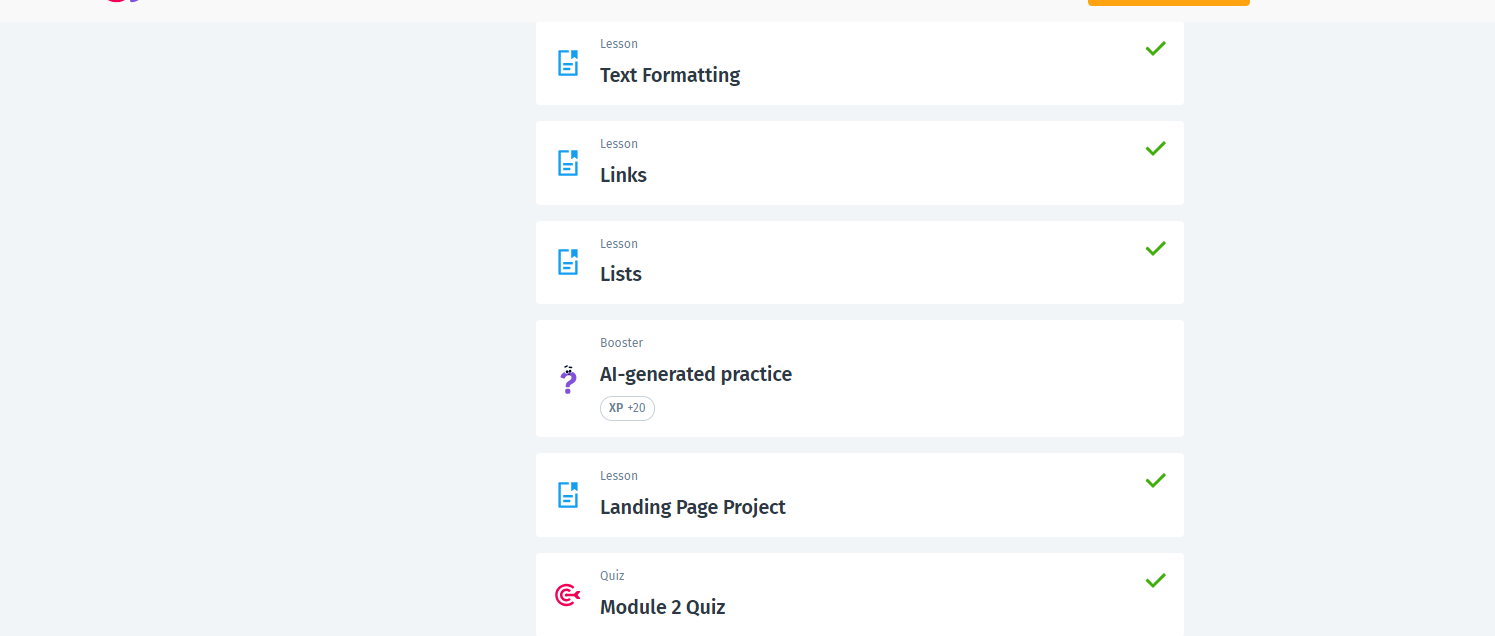 Lesson
Text Formatting
Lesson
Links
Lesson
Lists
Booster
AI-generated practice
XP +20
Lesson
Landing Page Project
Quiz
Module 2 Quiz